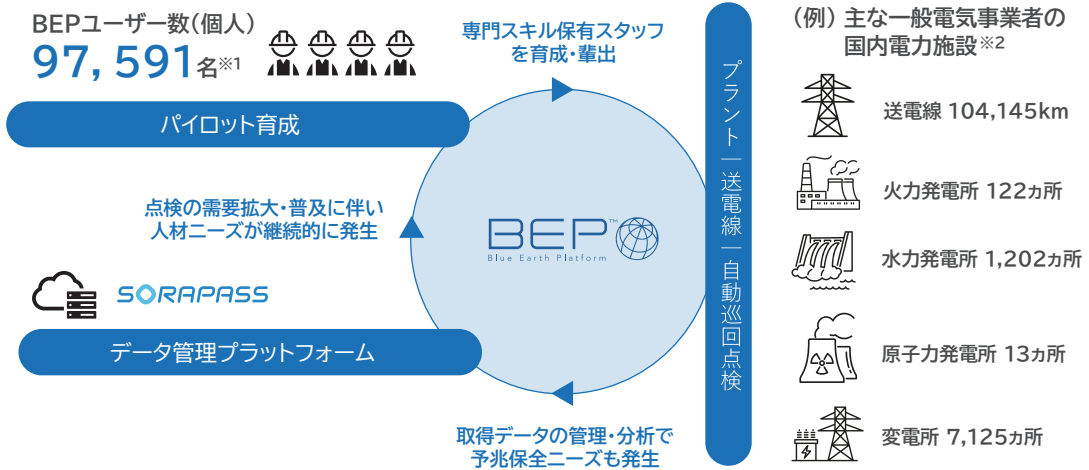 BEPユーザー数(個人)
97,591名※1
パイロット育成
専門スキル保有スタッフ
を育成・輩出
点検の需要拡大・普及に伴い
人材ニーズが継続的に発生
BEP™
Blue Earth Platform
SORAPASS
データ管理プラットフォーム
取得データの管理・分析で
予兆保全ニーズも発生
プラント|送電線|自動巡回点検
(例) 主な一般電気事業者の
国内電力施設※2
送電線 104,145km
火力発電所 122ヵ所
水力発電所 1,202ヵ所
原子力発電所 13ヵ所
変電所 7,125ヵ所